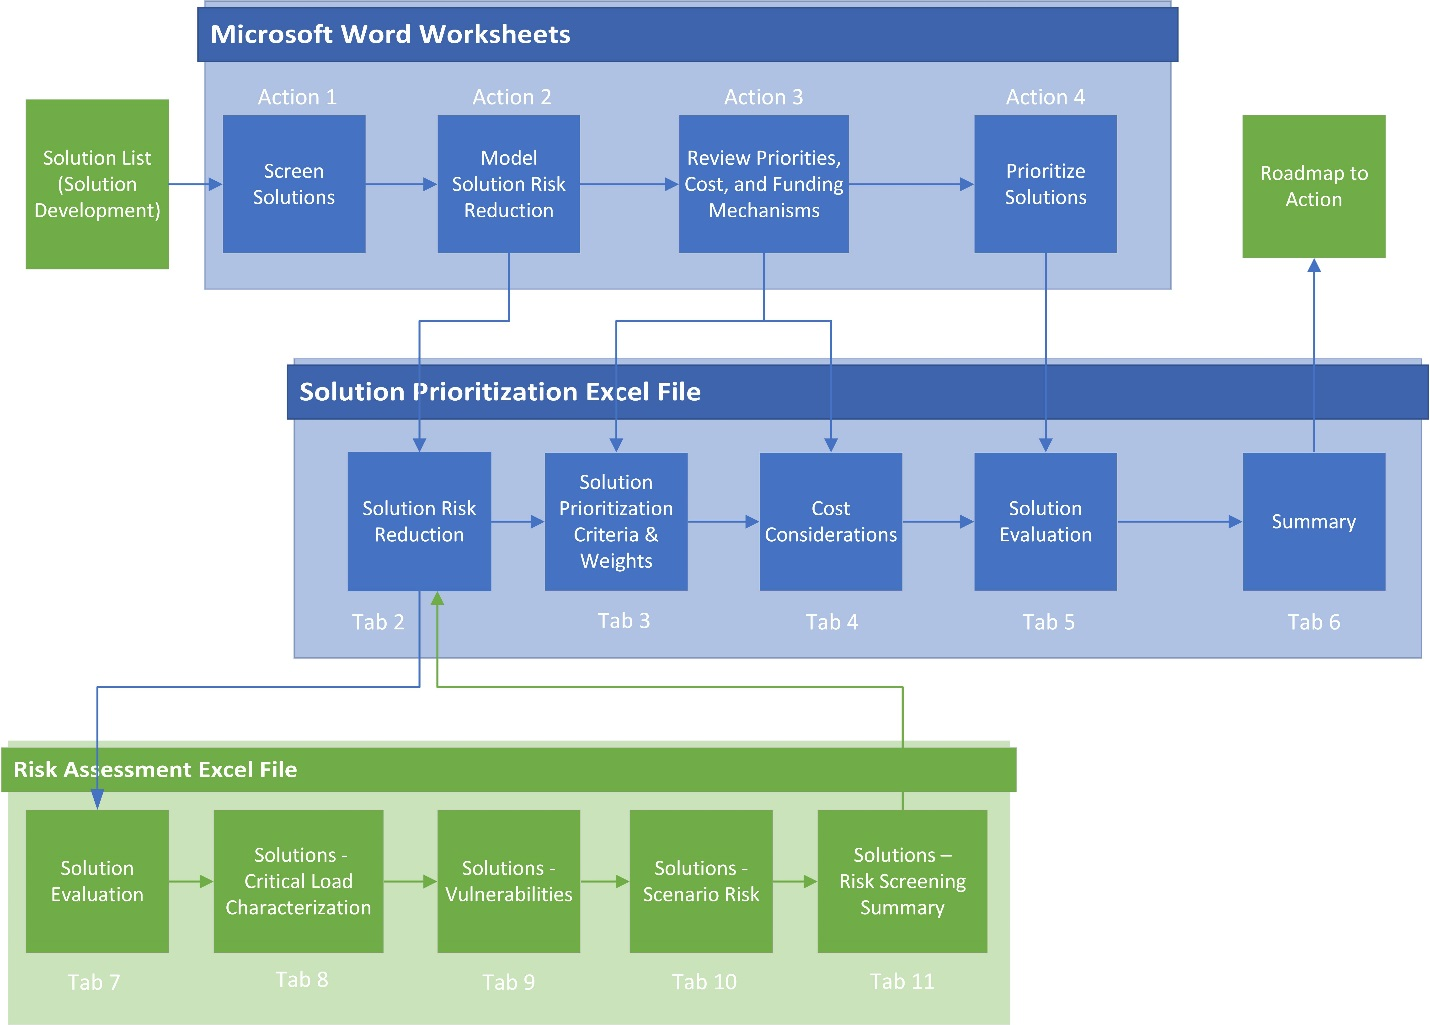 Microsoft Word Worksheets
Action 1
Action 2
Action 3
Action 4
Solution List
(Solution
Development)
Screen
Solutions
Model
Solution Risk
Reduction
Review Priorities,
Cost, and Funding
Mechanisms
Prioritize
Solutions
Roadmap to
Action
Solution Prioritization Excel File
Solution Risk
Reduction
Solution
Prioritization
Criteria &
Weights
Cost
Considerations
Solution
Evaluation
Summary
Tab 2
Tab 3
Tab 4
Tab 5
Tab 6
Risk Assessment Excel File
Solution
Evaluation
Solutions -
Critical Load
Characterization
Solutions -
Vulnerabilities
Solutions -
Scenario Risk
Solutions –
Risk Screening
Summary
Tab 7
Tab 8
Tab 9
Tab 10
Tab 11